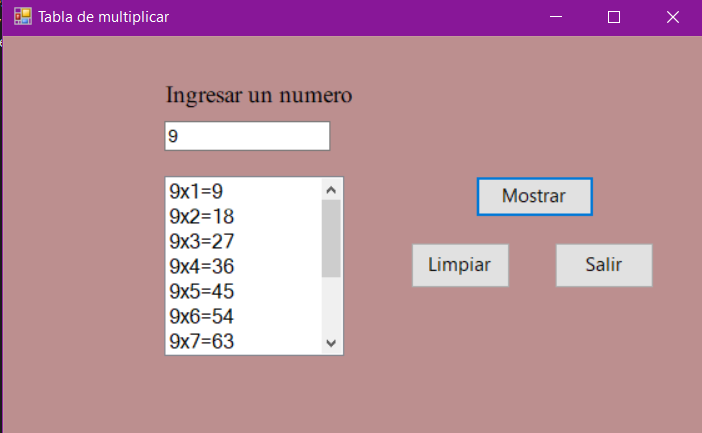 Tabla de multiplicar
Ingresar un numero
9
9x1=9
9x2=18
9x3=27
9x4=36
9x5=45
9x6=54
9x7=63
Mostrar
Limpiar
Salir